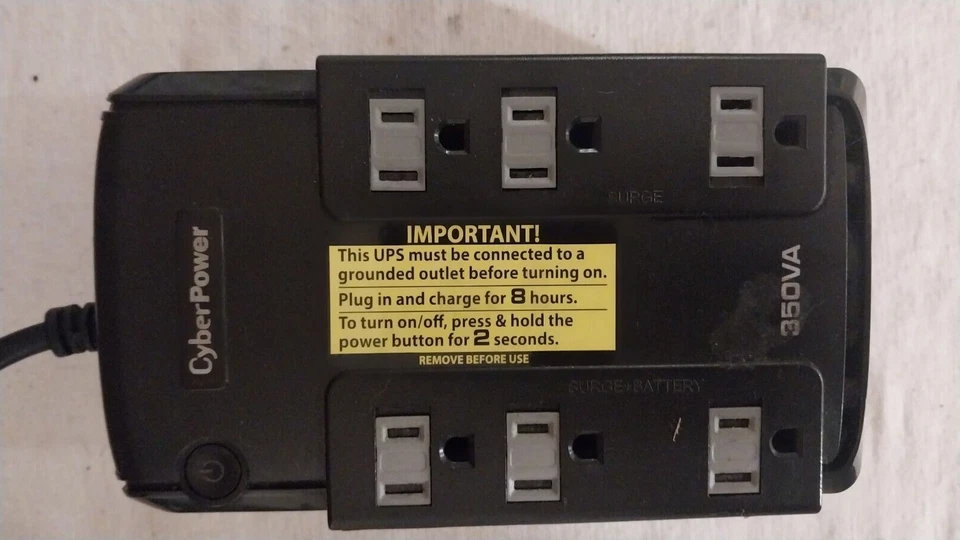 SURGE
CyberPower
IMPORTANT!
This UPS must be connected to a
grounded outlet before turning on.
Plug in and charge for 8 hours.
To turn on/off, press & hold the
power button for 2 seconds.
REMOVE BEFORE USE
350VA
SURGE+BATTERY